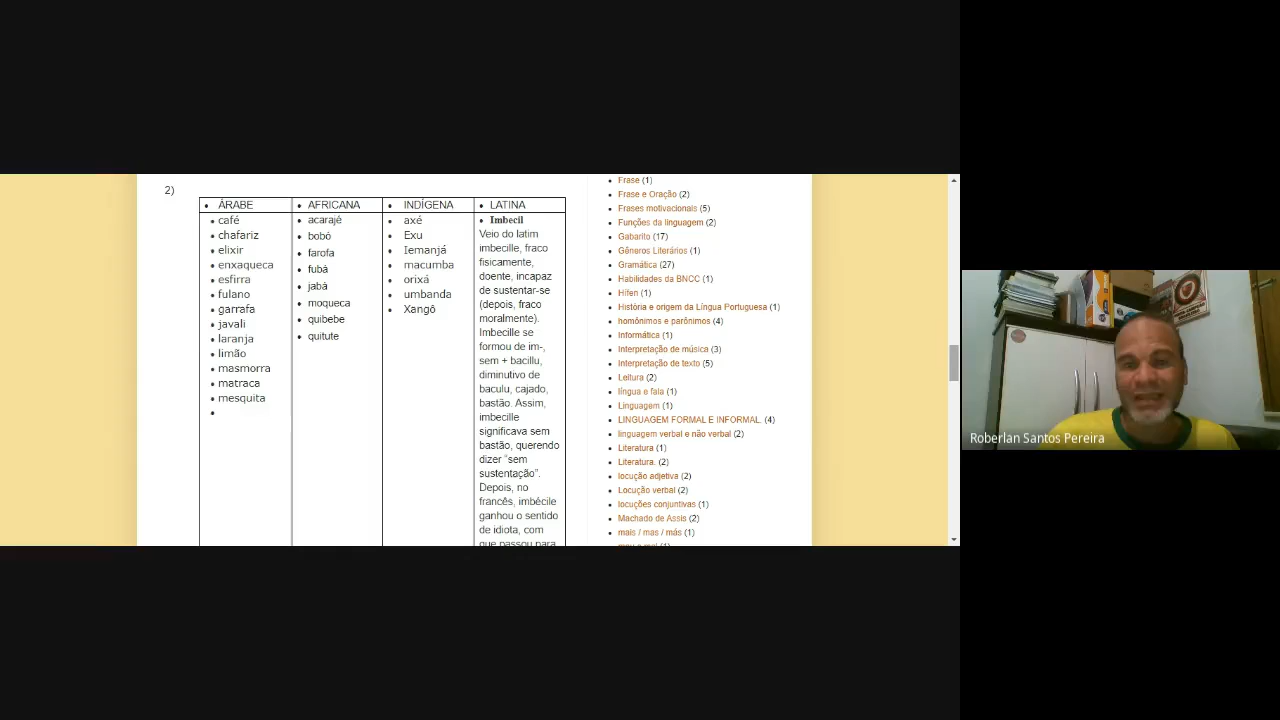 2)
• ÁRABE
• café
• chafariz
• elixir
• enxaqueca
• esfirra
• fulano
• garrafa
• javali
• laranja
• limão
• masmorra
• matraca
• mesquita
•
• AFRICANA
• acarajé
• bobó
• farofa
• fubá
• jabá
• moqueca
• quibebe
• quitute
• INDÍGENA
• axé
• Exu
• Iemanjá
• macumba
• orixá
• umbanda
• Xangô
• LATINA
• Imbecil
Veio do latim
imbecille, fraco
fisicamente,
doente, incapaz
de sustentar-se
(depois, fraco
moralmente).
Imbecille se
formou de im-,
sem + bacillu,
diminutivo de
baculu, cajado,
bastão. Assim,
imbecille
significava sem
bastão, querendo
dizer “sem
sustentação”.
Depois, no
francês, imbécile
ganhou o sentido
de idiota, com
que passou para
• Frase (1)
• Frase e Oração (2)
• Frases motivacionais (5)
• Funções da linguagem (2)
• Gabarito (17)
• Gêneros Literários (1)
• Gramática (27)
• Habilidades da BNCC (1)
• Hífen (1)
• História e origem da Língua Portuguesa (1)
• homônimos e parônimos (4)
• Informática (1)
• Interpretação de música (3)
• Interpretação de texto (5)
• Leitura (2)
• língua e fala (1)
• Linguagem (1)
• LINGUAGEM FORMAL E INFORMAL. (4)
• linguagem verbal e não verbal (2)
• Literatura (1)
• Literatura. (2)
• locução adjetiva (2)
• Locução verbal (2)
• locuções conjuntivas (1)
• Machado de Assis (2)
• mais / mas / más (1)
Roberlan Santos Pereira